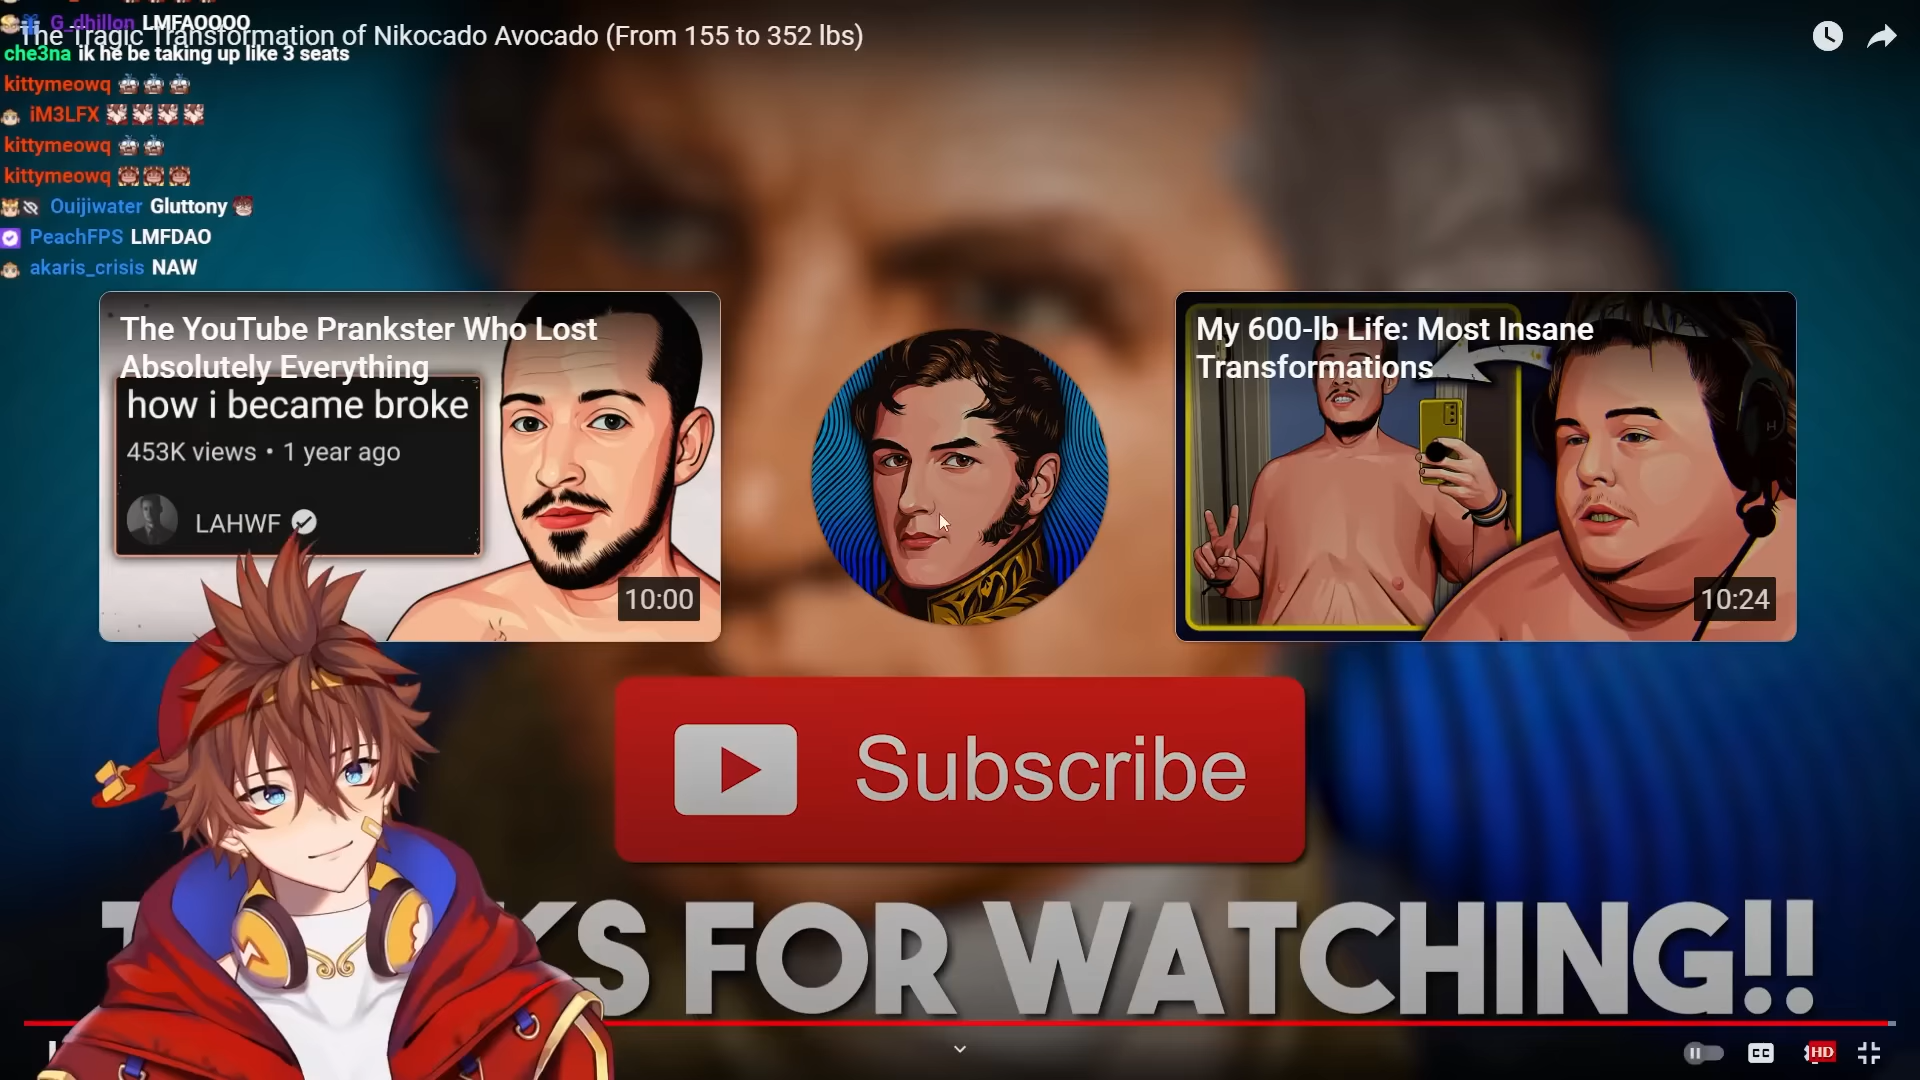 G_dhillon LMFAOOOO
The Tragic Transformation of Nikocado Avocado (From 155 to 352 lbs)
che3na ik he be taking up like 3 seats
kittymeowq
iM3LFX
kittymeowq
kittymeowq
Ouijiwater Gluttony
PeachFPS LMFDAO
akaris_crisis NAW
The YouTube Prankster Who Lost
Absolutely Everything
how i became broke
453K views • 1 year ago
LAHWF
10:00
My 600-lb Life: Most Insane
Transformations
10:24
Subscribe
KS FOR WATCHING!!
CC
HD